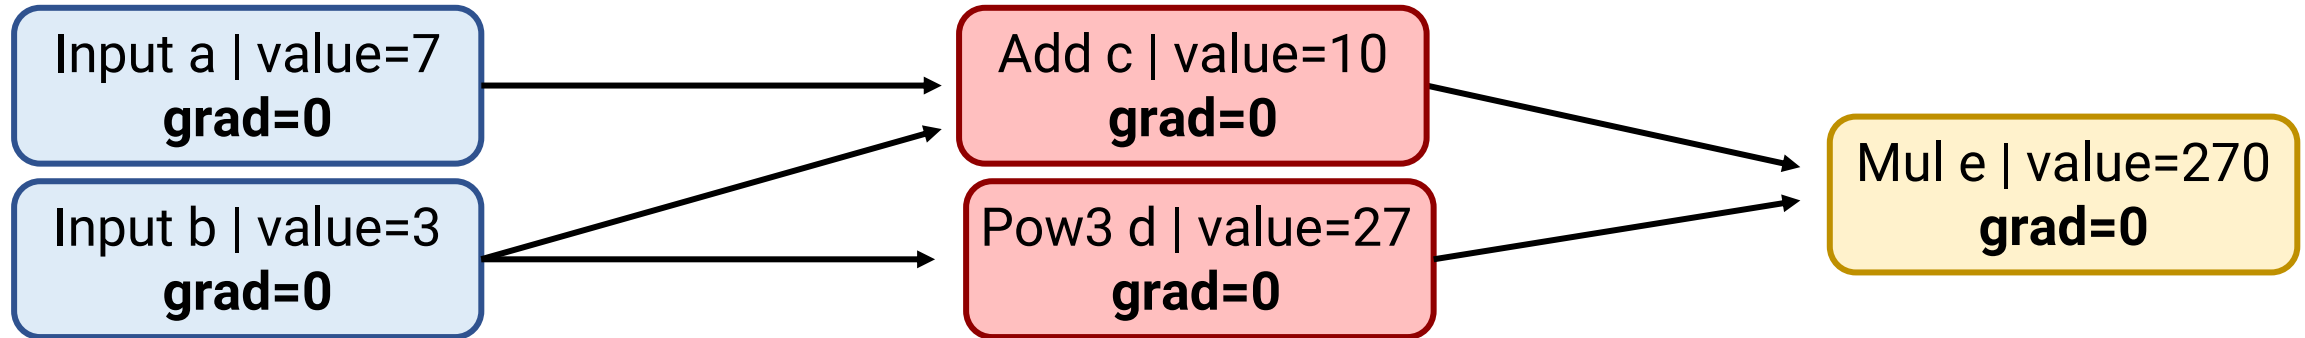 Input a | value=7
grad=0
Input b | value=3
grad=0
Add c | value=10
grad=0
Pow3 d | value=27
grad=0
Mul e | value=270
grad=0